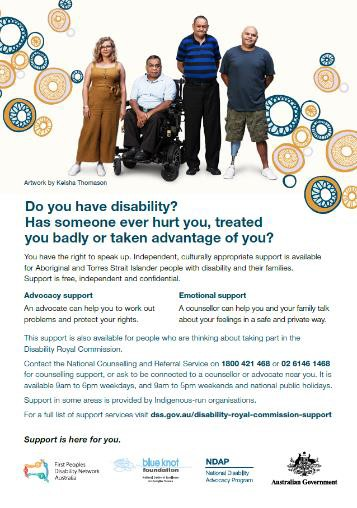 Artwork by Keisha Thomason
Do you have disability?
Has someone ever hurt you, treated
you badly or taken advantage of you?
You have the right to speak up. Independent, culturally appropriate support is available
for Aboriginal and Torres Strait Islander people with disability and their families.
Support is free, independent and confidential.
Advocacy support
An advocate can help you to work out
problems and protect your rights.
Emotional support
A counsellor can help you and your family talk
about your feelings in a safe and private way.
This support is also available for people who are thinking about taking part in the
Disability Royal Commission.
Contact the National Counselling and Referral Service on 1800 421 468 or 02 6146 1468
for counselling support, or ask to be connected to a counsellor or advocate near you. It is
available 9am to 6pm weekdays, and 9am to 5pm weekends and national public holidays.
Support in some areas is provided by Indigenous-run organisations.
For a full list of support services visit dss.gov.au/disability-royal-commission-support
Support is here for you.
First Peoples
Disability Network
Australia
blue knot
foundation
NDAP
National Disability
Advocacy Program
Australian Government